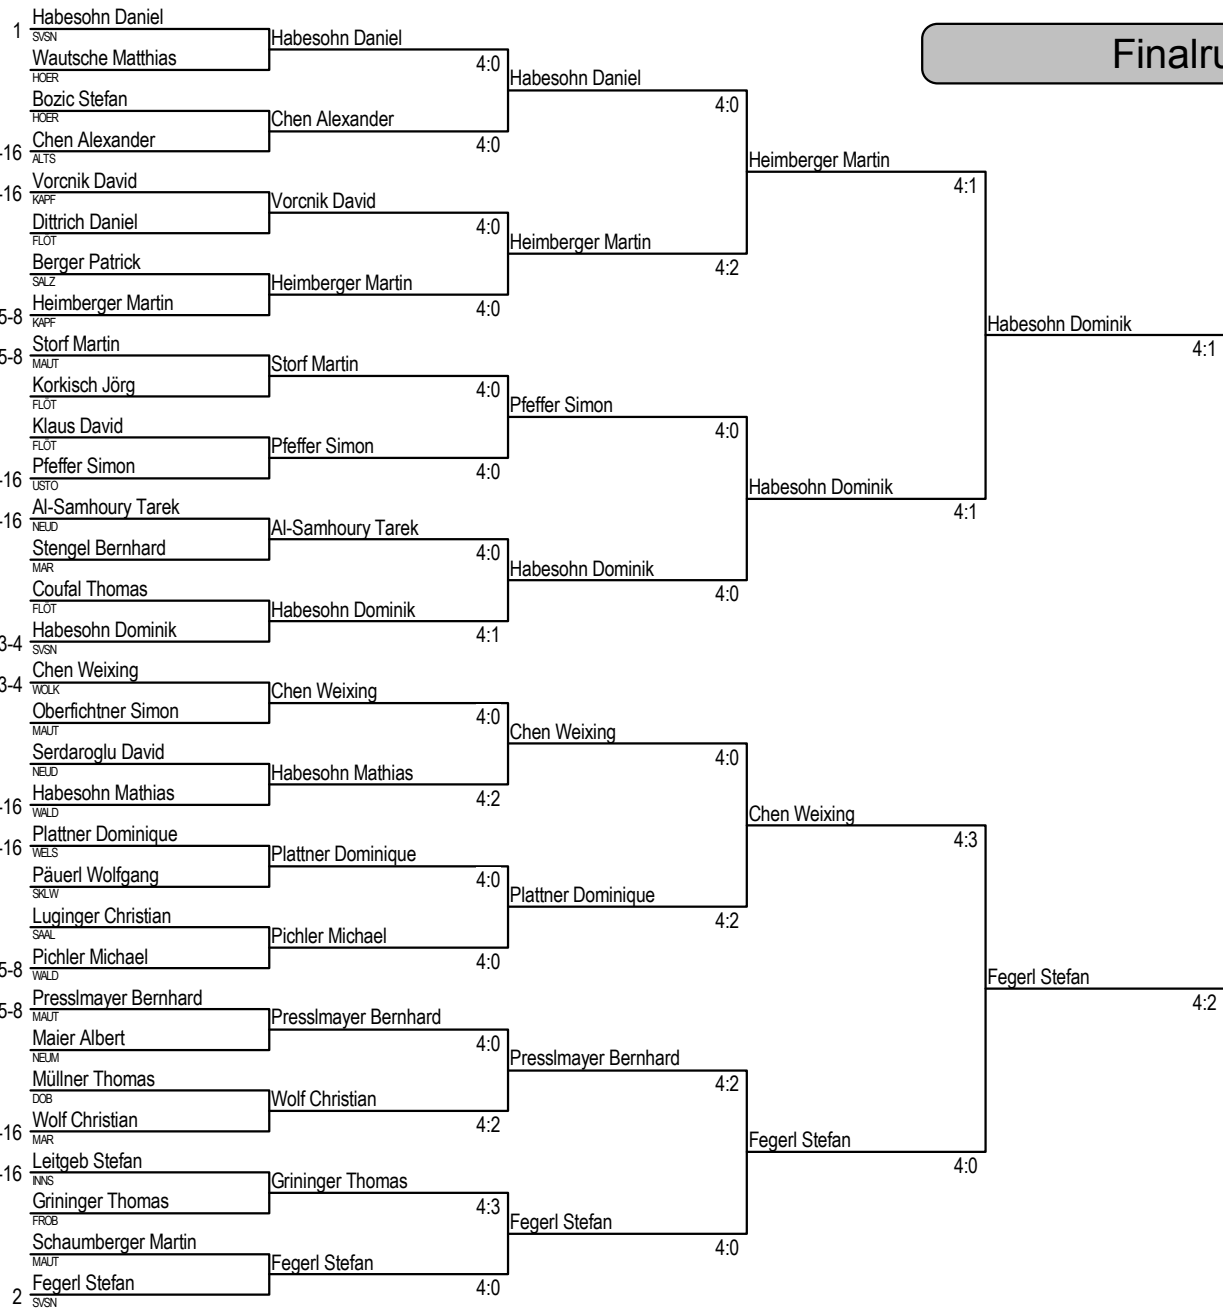 Habesohn Daniel
1
SVSN
Habesohn Daniel
Wautsche Matthias
4:0
HOER
Habesohn Daniel
Bozic Stefan
4:0
HOER
Chen Alexander
Chen Alexander
4:0
-16
ALTS
Heimberger Martin
Vorcnik David
4:1
-16
KAPF
Vorcnik David
Dittrich Daniel
4:0
FLÖT
Heimberger Martin
Berger Patrick
4:2
SALZ
Heimberger Martin
Heimberger Martin
4:0
5-8
KAPF
Habesohn Dominik
Storf Martin
4:1
5-8
MAUT
Storf Martin
Korkisch Jörg
4:0
FLÖT
Pfeffer Simon
Klaus David
4:0
FLÖT
Pfeffer Simon
Pfeffer Simon
4:0
-16
USTO
Habesohn Dominik
Al-Samhoury Tarek
4:1
-16
NEUD
Al-Samhoury Tarek
Stengel Bernhard
4:0
MAR
Habesohn Dominik
Coufal Thomas
4:0
FLÖT
Habesohn Dominik
Habesohn Dominik
4:1
3-4
SVSN
Chen Weixing
3-4
WOLK
Chen Weixing
Oberfichtner Simon
4:0
MAUT
Chen Weixing
Serdaroglu David
4:0
NEUD
Habesohn Mathias
Habesohn Mathias
4:2
-16
WALD
Chen Weixing
Plattner Dominique
4:3
-16
WELS
Plattner Dominique
Päuerl Wolfgang
4:0
SKLW
Plattner Dominique
Luginger Christian
4:2
SAAL
Pichler Michael
Pichler Michael
4:0
5-8
WALD
Fegerl Stefan
Presslmayer Bernhard
4:2
5-8
MAUT
Presslmayer Bernhard
Maier Albert
4:0
NEUM
Presslmayer Bernhard
Müllner Thomas
4:2
DOB
Wolf Christian
Wolf Christian
4:2
-16
MAR
Fegerl Stefan
Leitgeb Stefan
4:0
-16
INNS
Grininger Thomas
Grininger Thomas
4:3
FROB
Fegerl Stefan
Schaumberger Martin
4:0
MAUT
Fegerl Stefan
Fegerl Stefan
4:0
2
SVSN
Finalru